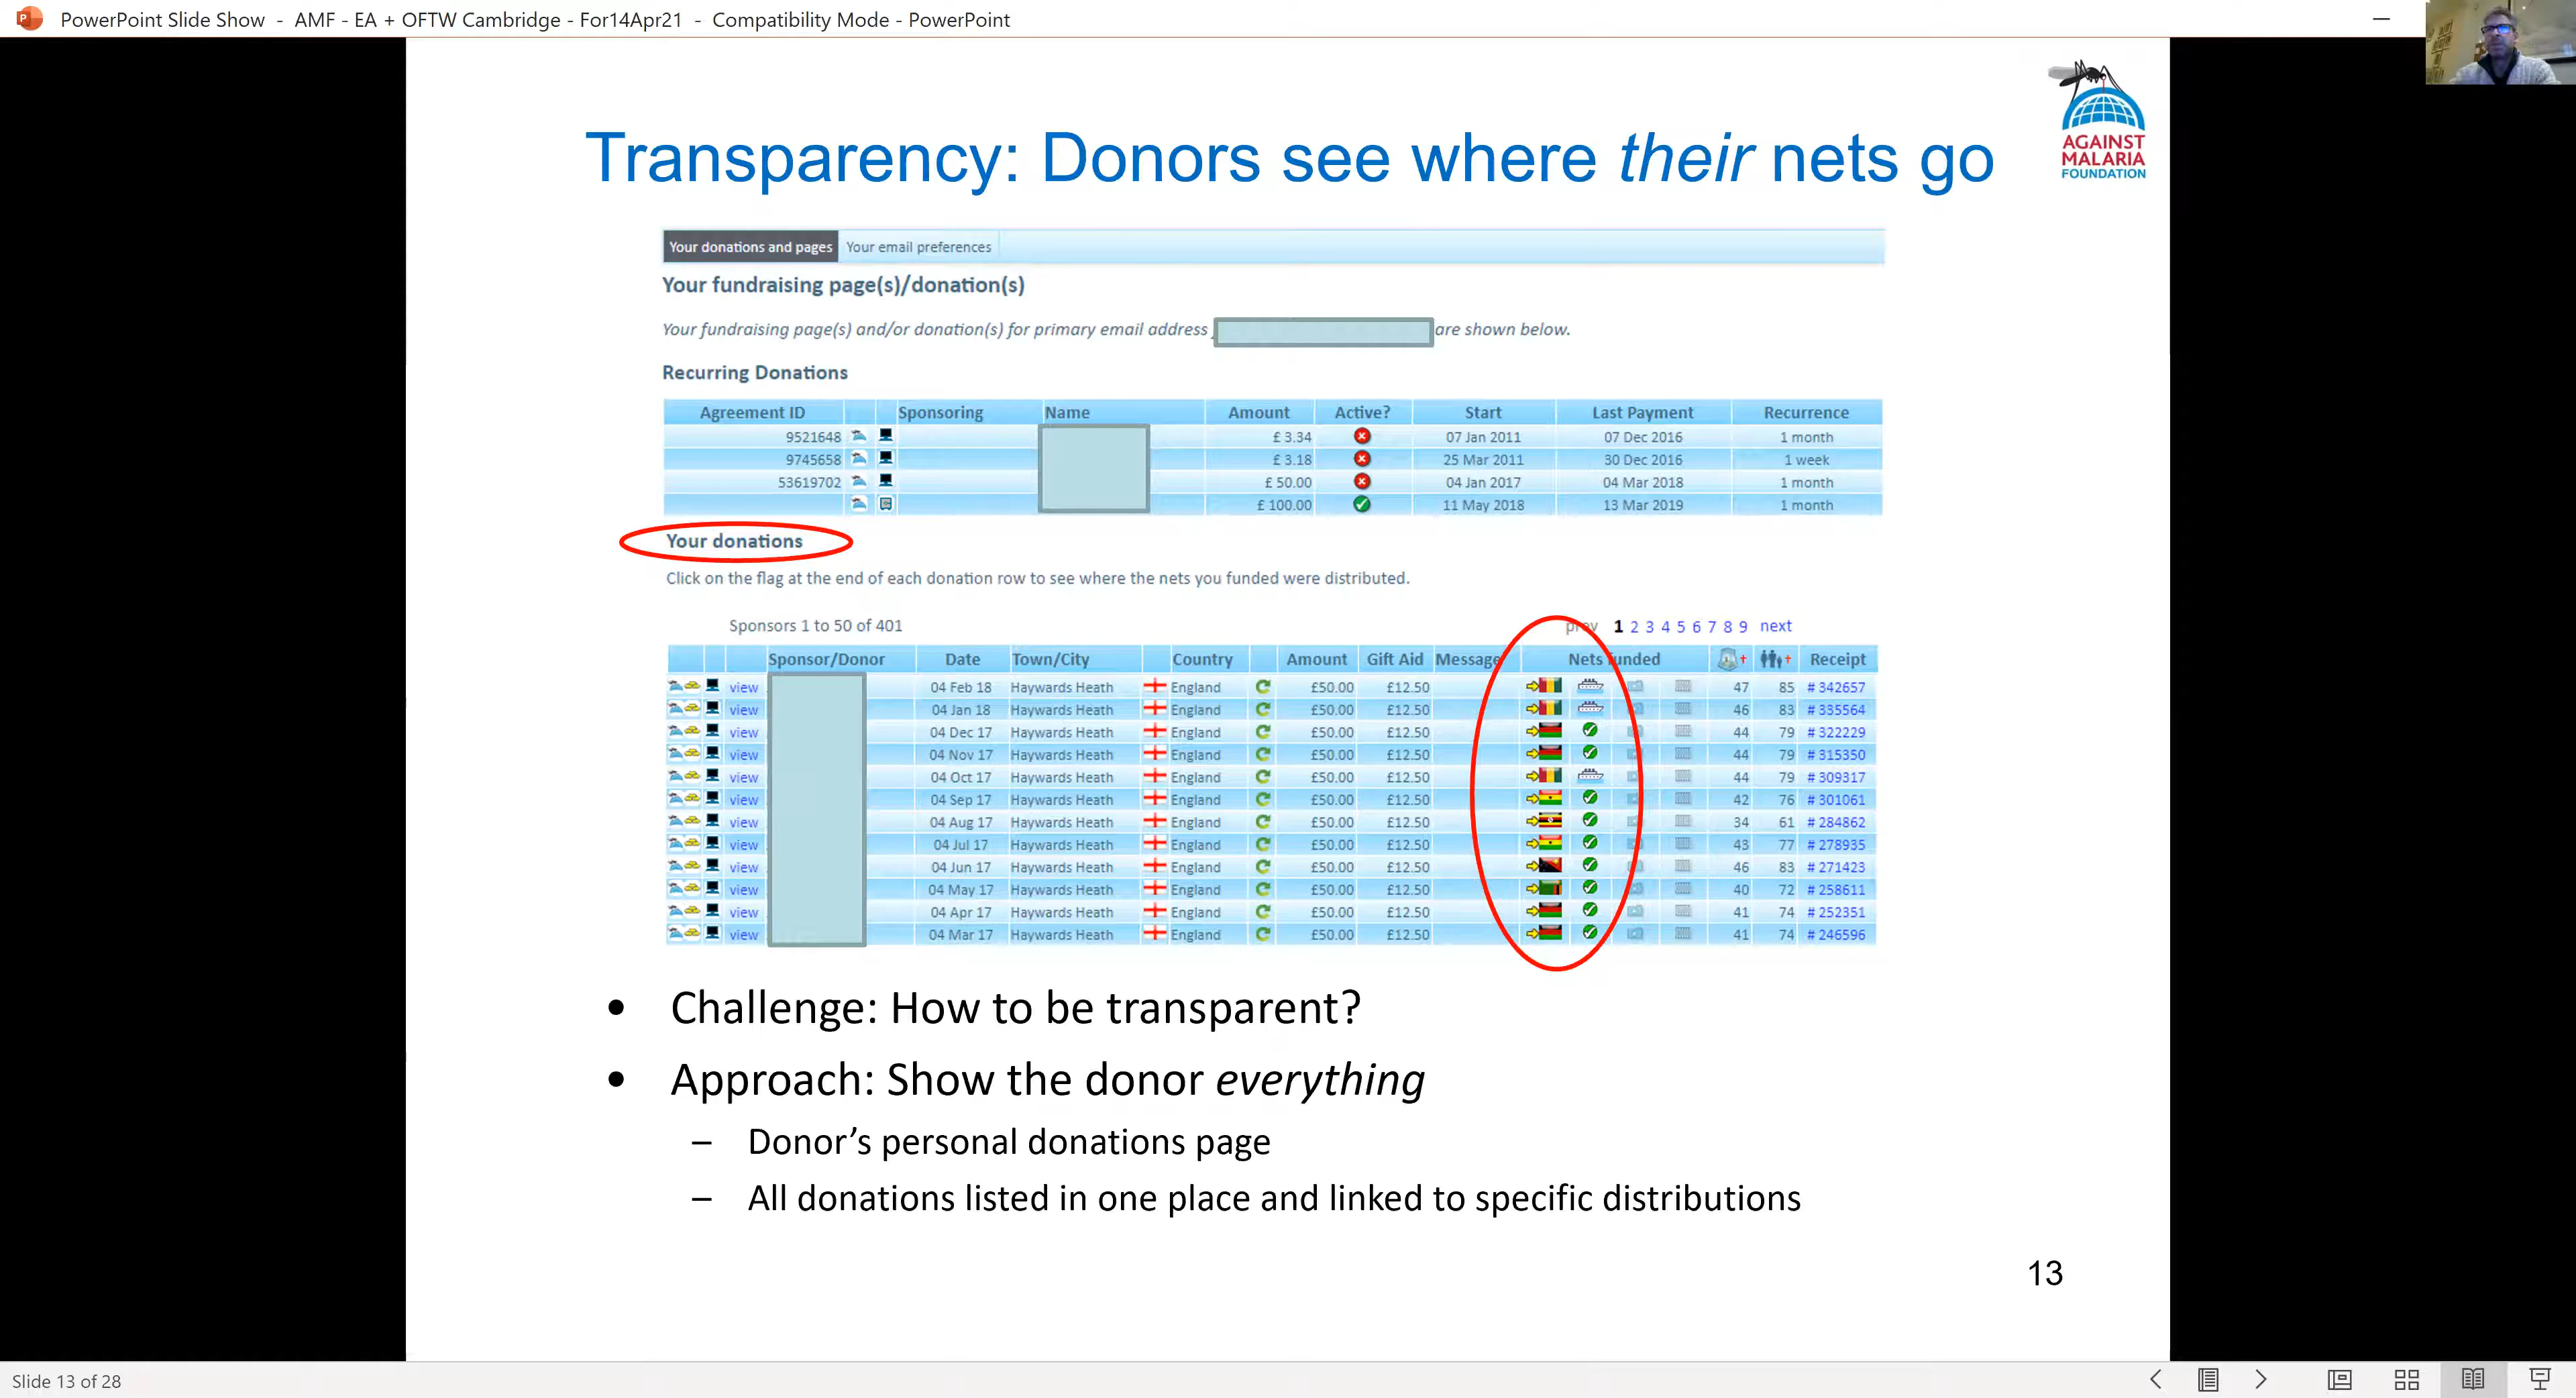 PowerPoint Slide Show - AMF - EA + OFTW Cambridge - For14Apr21 - Compatibility Mode - PowerPoint
AGAINST
MALARIA
FOUNDATION
Transparency: Donors see where their nets go
Your donations and pages Your email preferences
Your fundraising page(s)/donation(s)
Your fundraising page(s) and/or donation(s) for primary email address are shown below.
Recurring Donations
Agreement ID Sponsoring Name Amount Active? Start Last Payment Recurrence
9521648 £ 3.34 07 Jan 2011 07 Dec 2016 1 month
9745658 £ 3.18 25 Mar 2011 30 Dec 2016 1 week
53619702 £ 50.00 04 Jan 2017 04 Mar 2018 1 month
£ 100.00 11 May 2018 13 Mar 2019 1 month
Your donations
Click on the flag at the end of each donation row to see where the nets you funded were distributed.
Sponsors 1 to 50 of 401 prev 1 2 3 4 5 6 7 8 9 next
Sponsor/Donor Date Town/City Country Amount Gift Aid Message Nets funded Receipt
view 04 Feb 18 Haywards Heath England £50.00 £12.50 47 85 # 342657
view 04 Jan 18 Haywards Heath England £50.00 £12.50 46 83 # 335564
view 04 Dec 17 Haywards Heath England £50.00 £12.50 44 79 # 322229
view 04 Nov 17 Haywards Heath England £50.00 £12.50 44 79 # 315350
view 04 Oct 17 Haywards Heath England £50.00 £12.50 44 79 # 309317
view 04 Sep 17 Haywards Heath England £50.00 £12.50 42 76 # 301061
view 04 Aug 17 Haywards Heath England £50.00 £12.50 34 61 # 284862
view 04 Jul 17 Haywards Heath England £50.00 £12.50 43 77 # 278935
view 04 Jun 17 Haywards Heath England £50.00 £12.50 46 83 # 271423
view 04 May 17 Haywards Heath England £50.00 £12.50 40 72 # 258611
view 04 Apr 17 Haywards Heath England £50.00 £12.50 41 74 # 252351
view 04 Mar 17 Haywards Heath England £50.00 £12.50 41 74 # 246596
• Challenge: How to be transparent?
• Approach: Show the donor everything
– Donor’s personal donations page
– All donations listed in one place and linked to specific distributions
13
Slide 13 of 28